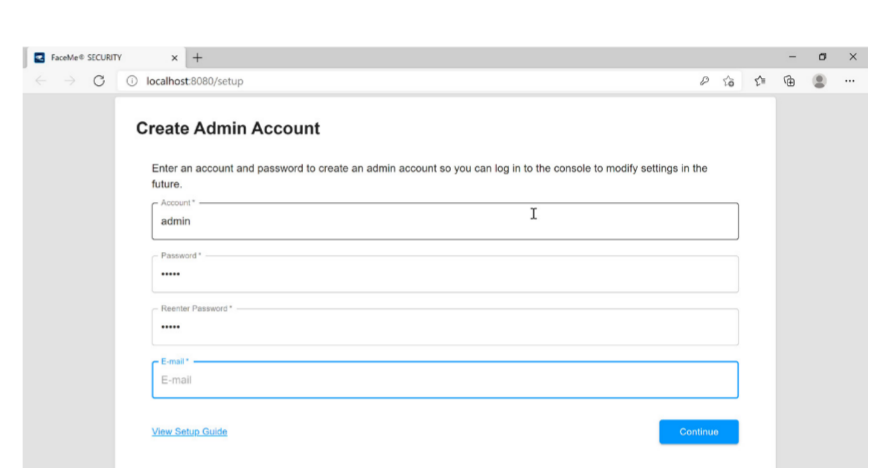 FaceMe® SECURITY
localhost:8080/setup
Create Admin Account
Enter an account and password to create an admin account so you can log in to the console to modify settings in the
future.
Account *
admin
Password *
•••••
Reenter Password *
•••••
E-mail *
E-mail
View Setup Guide
Continue